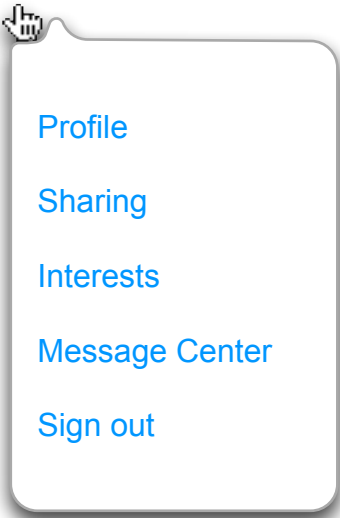 Profile
Sharing
Interests
Message Center
Sign out